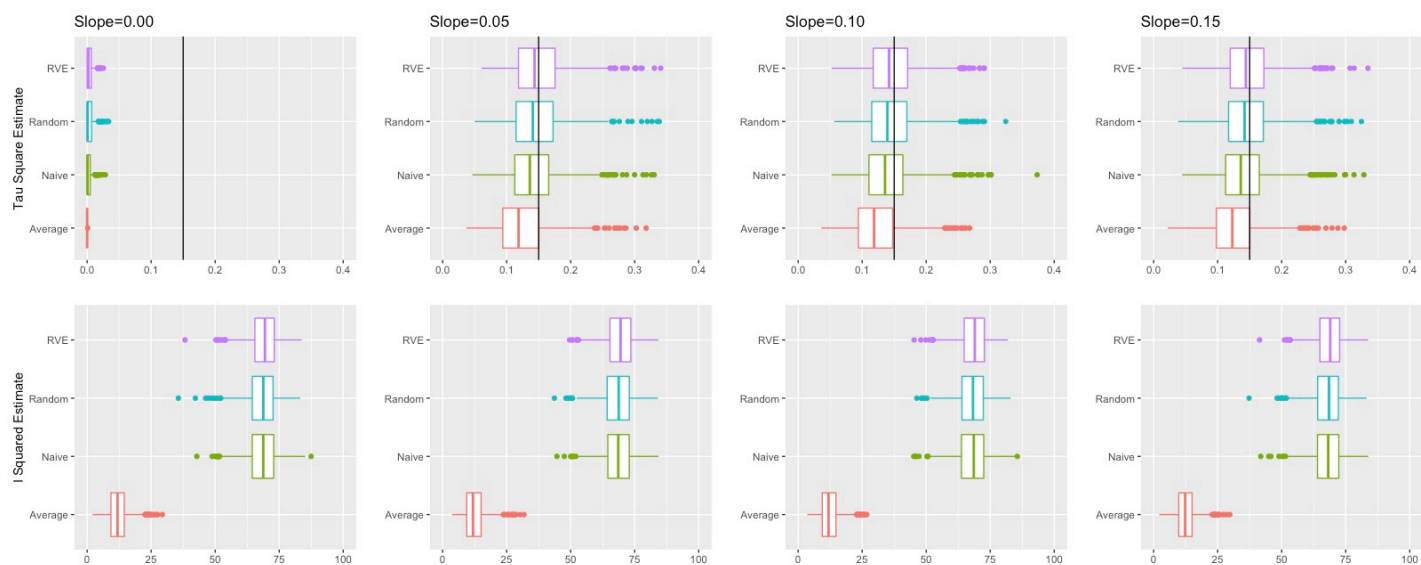 Slope=0.00
Slope=0.05
Slope=0.10
Slope=0.15
Tau Square Estimate
RVE
Random
Naive
Average
0.0 0.1 0.2 0.3 0.4
RVE
Random
Naive
Average
0.0 0.1 0.2 0.3 0.4
RVE
Random
Naive
Average
0.0 0.1 0.2 0.3 0.4
RVE
Random
Naive
Average
0.0 0.1 0.2 0.3 0.4
I Squared Estimate
RVE
Random
Naive
Average
0 25 50 75 100
RVE
Random
Naive
Average
0 25 50 75 100
RVE
Random
Naive
Average
0 25 50 75 100
RVE
Random
Naive
Average
0 25 50 75 100